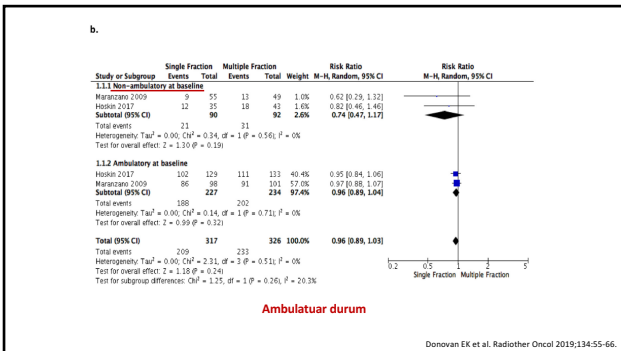 b.
Single Fraction Multiple Fraction Risk Ratio Risk Ratio
Study or Subgroup Events Total Events Total Weight M-H, Random, 95% CI M-H, Random, 95% CI
1.1.1 Non-ambulatory at baseline
Maranzano 2009 9 55 13 49 1.0% 0.62 [0.29, 1.32]
Hoskin 2017 12 35 18 43 1.6% 0.82 [0.46, 1.46]
Subtotal (95% CI) 90 92 2.6% 0.74 [0.47, 1.17]
Total events 21 31
Heterogeneity: Tau² = 0.00; Chi² = 0.34, df = 1 (P = 0.56); I² = 0%
Test for overall effect: Z = 1.30 (P = 0.19)
1.1.2 Ambulatory at baseline
Hoskin 2017 102 129 111 133 40.4% 0.95 [0.84, 1.06]
Maranzano 2009 86 98 91 101 57.0% 0.97 [0.88, 1.07]
Subtotal (95% CI) 227 234 97.4% 0.96 [0.89, 1.04]
Total events 188 202
Heterogeneity: Tau² = 0.00; Chi² = 0.14, df = 1 (P = 0.71); I² = 0%
Test for overall effect: Z = 0.99 (P = 0.32)
Total (95% CI) 317 326 100.0% 0.96 [0.89, 1.03]
Total events 209 233
Heterogeneity: Tau² = 0.00; Chi² = 2.31, df = 3 (P = 0.51); I² = 0%
Test for overall effect: Z = 1.18 (P = 0.24)
Test for subgroup differences: Chi² = 1.25, df = 1 (P = 0.26), I² = 20.3%
0.2 0.5 1 2 5
Single Fraction Multiple Fraction
Ambulatuar durum
Donovan EK et al. Radiother Oncol 2019;134:55-66.